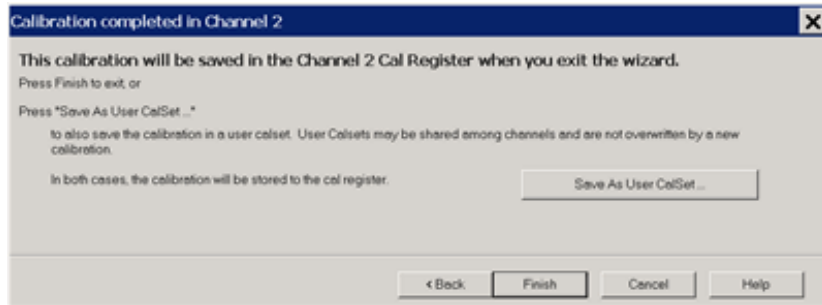 Calibration completed in Channel 2
This calibration will be saved in the Channel 2 Cal Register when you exit the wizard.
Press Finish to exit, or
Press "Save As User CalSet ..."
to also save the calibration in a user calset. User Calsets may be shared among channels and are not overwritten by a new
calibration.
In both cases, the calibration will be stored to the cal register.
Save As User CalSet ...
< Back
Finish
Cancel
Help